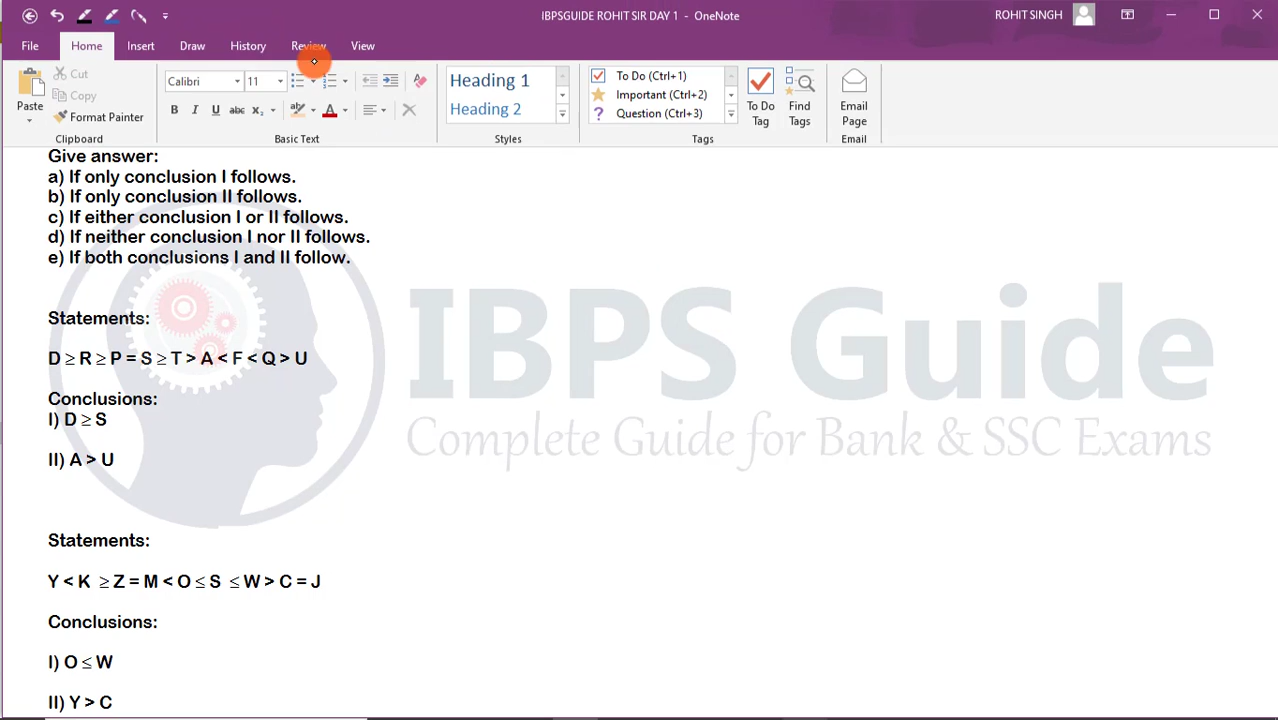 IBPSGUIDE ROHIT SIR DAY 1 - OneNote
ROHIT SINGH
File Home Insert Draw History Review View
Paste
Cut
Copy
Format Painter
Clipboard
Calibri 11
B I U abc x₂
A
Basic Text
Heading 1
Heading 2
Styles
To Do (Ctrl+1)
Important (Ctrl+2)
? Question (Ctrl+3)
To Do Tag
Find Tags
Tags
Email Page
Email
Give answer:
a) If only conclusion I follows.
b) If only conclusion II follows.
c) If either conclusion I or II follows.
d) If neither conclusion I nor II follows.
e) If both conclusions I and II follow.
Statements:
D ≥ R ≥ P = S ≥ T > A < F < Q > U
Conclusions:
I) D ≥ S
II) A > U
IBPS Guide
Complete Guide for Bank & SSC Exams
Statements:
Y < K ≥ Z = M < O ≤ S ≤ W > C = J
Conclusions:
I) O ≤ W
II) Y > C